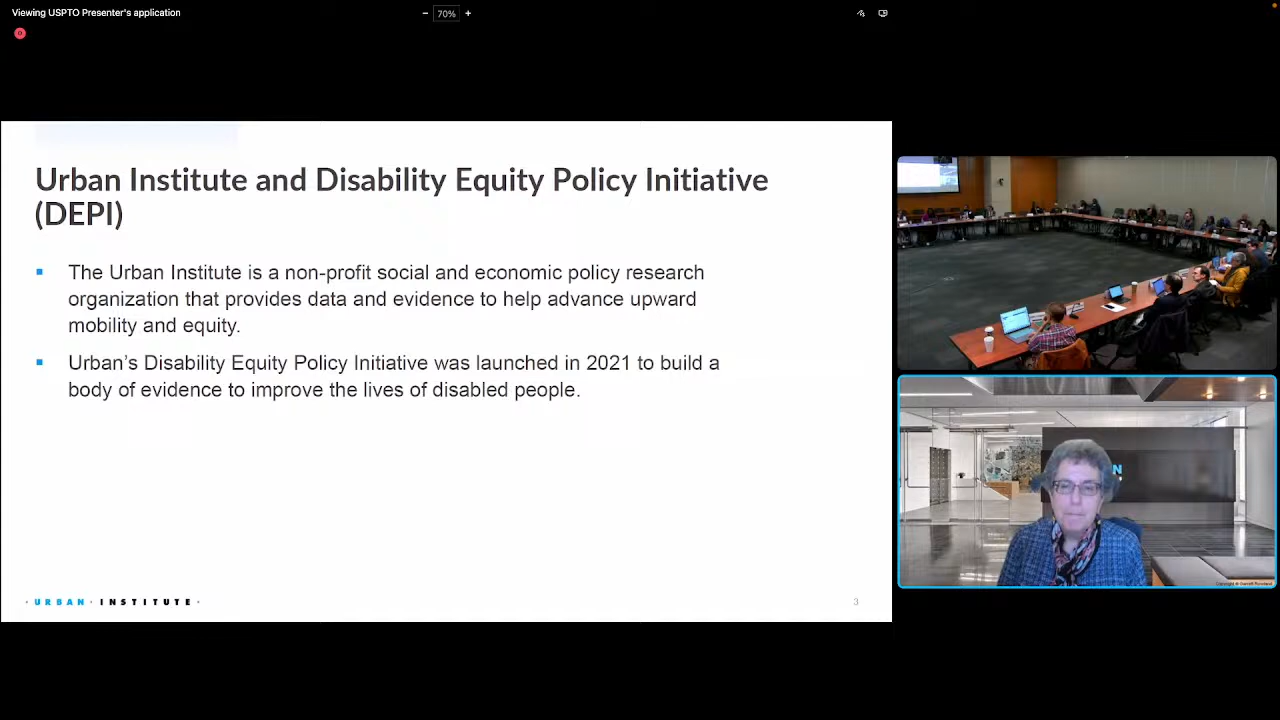 Viewing USPTO Presenter's application
− 70% +
Urban Institute and Disability Equity Policy Initiative
(DEPI)
▪ The Urban Institute is a non-profit social and economic policy research
organization that provides data and evidence to help advance upward
mobility and equity.
▪ Urban’s Disability Equity Policy Initiative was launched in 2021 to build a
body of evidence to improve the lives of disabled people.
· URBAN · INSTITUTE ·
3